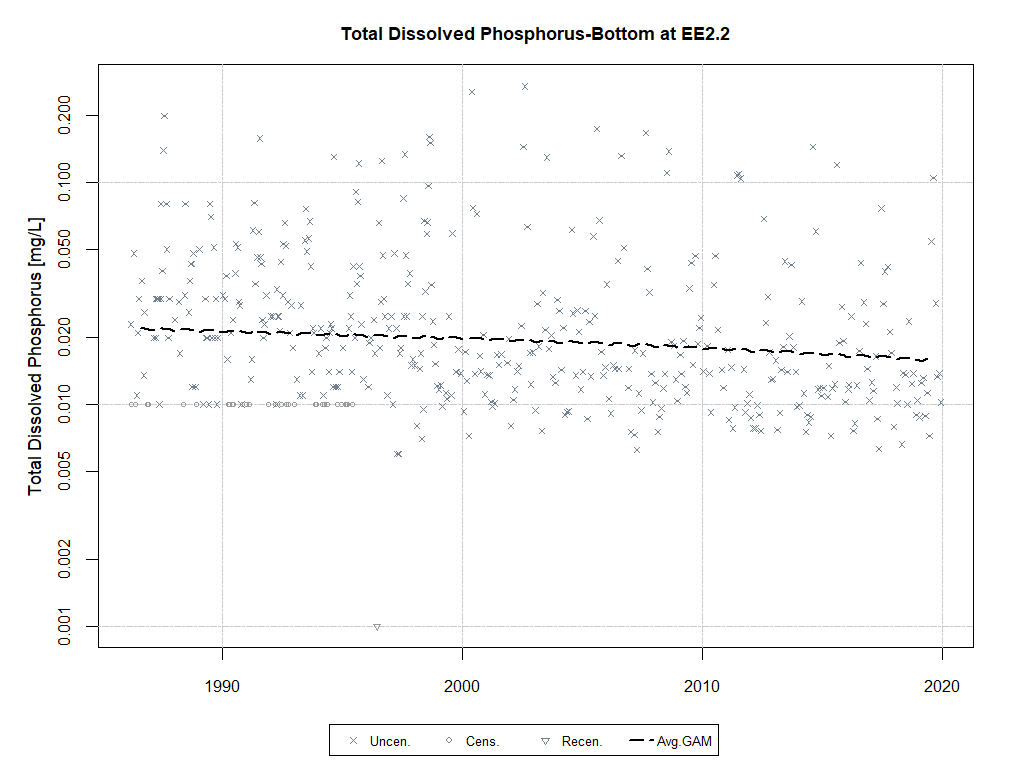 Total Dissolved Phosphorus-Bottom at EE2.2
Total Dissolved Phosphorus [mg/L]
0.200
0.100
0.050
0.020
0.010
0.005
0.002
0.001
1990 2000 2010 2020
Uncen. Cens. Recen. Avg.GAM